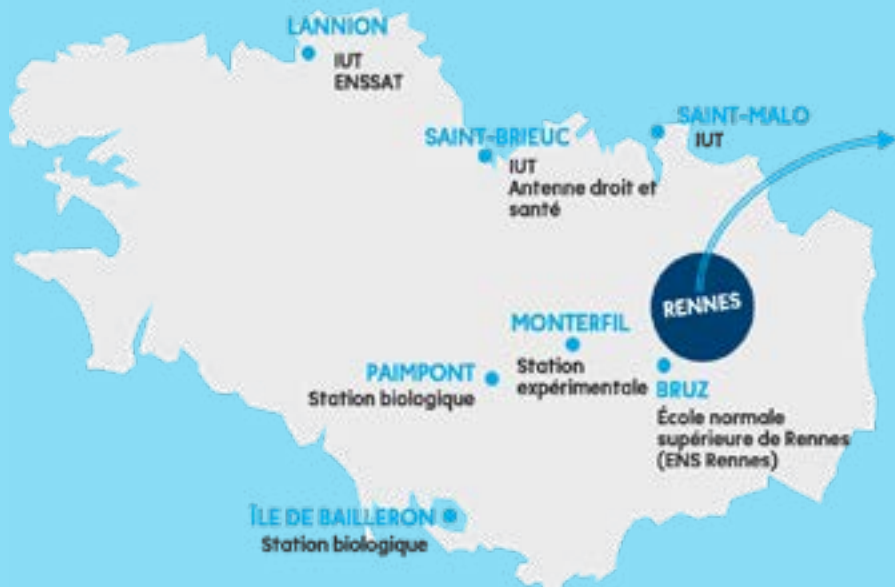 LANNION
IUT
ENSSAT
SAINT-BRIEUC
IUT
Antenne droit et
santé
SAINT-MALO
IUT
RENNES
MONTERFIL
Station
expérimentale
PAIMPONT
Station biologique
BRUZ
École normale
supérieure de Rennes
(ENS Rennes)
ÎLE DE BAILLERON
Station biologique